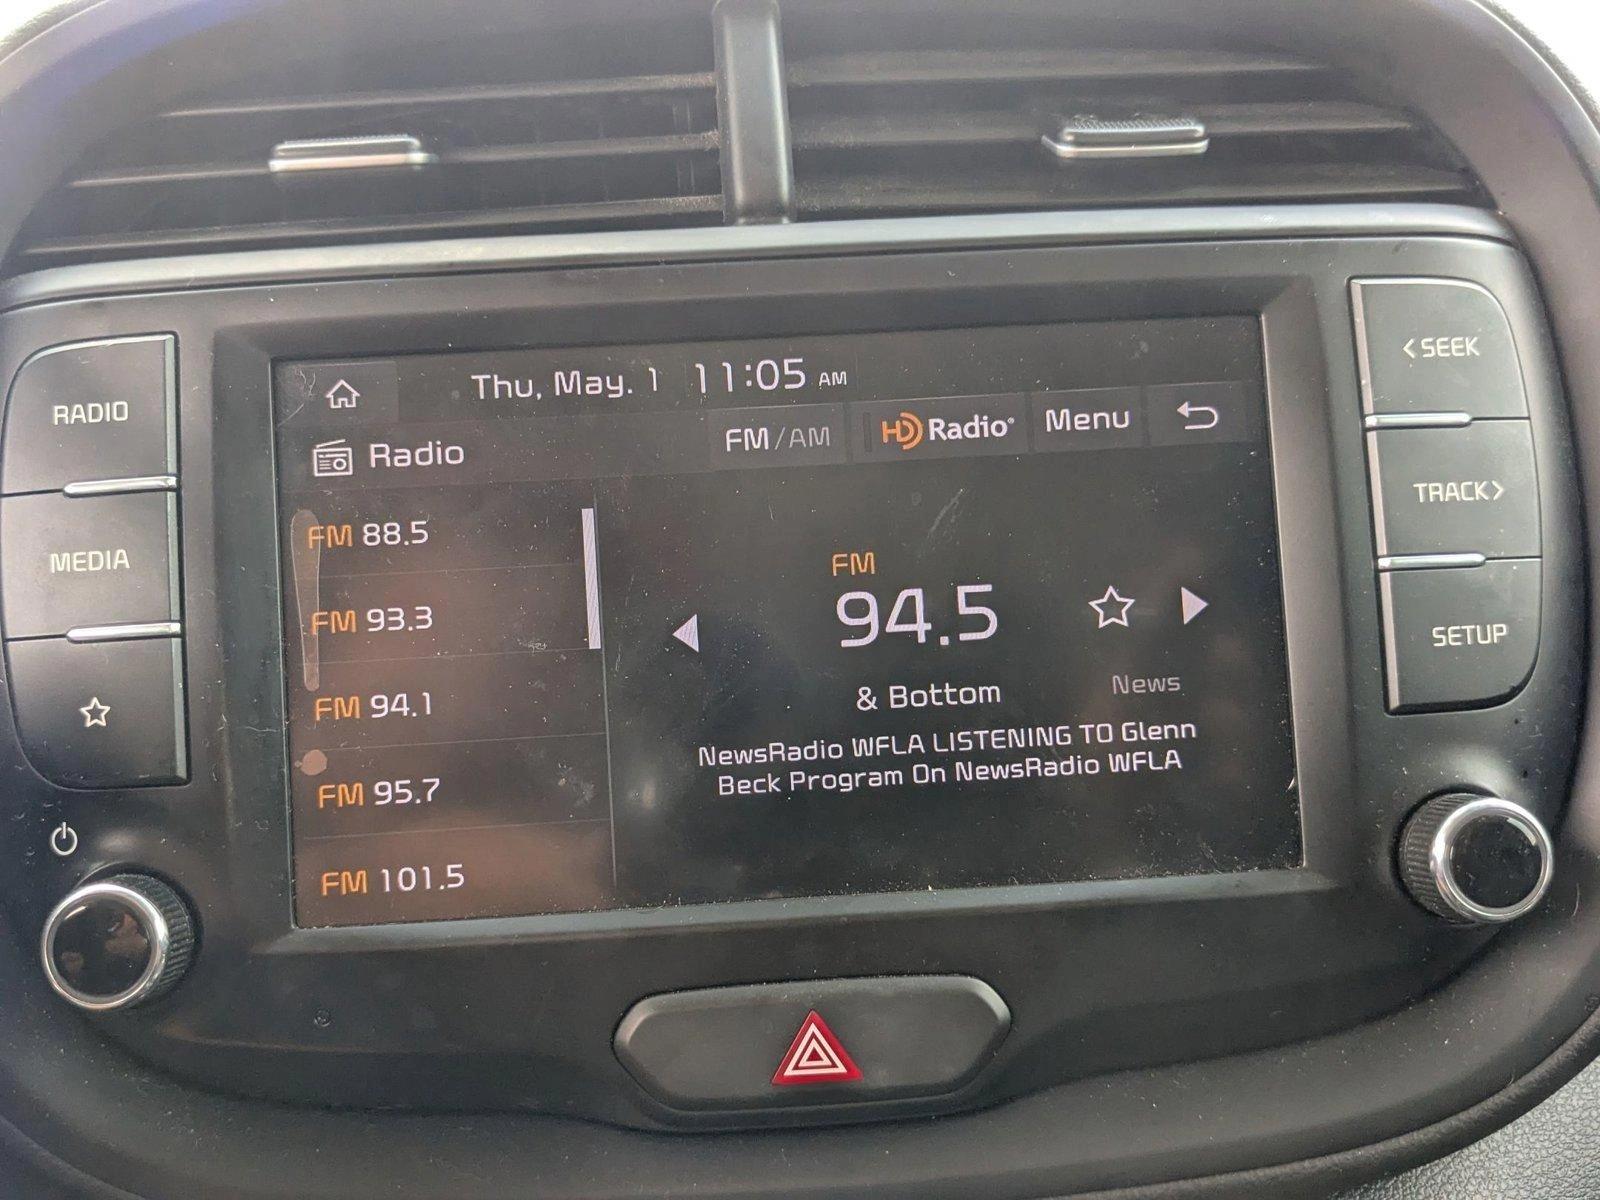 Thu, May. 1 11:05 AM
Radio
FM/AM
HD Radio®
Menu
RADIO
MEDIA
FM 88.5
FM 93.3
FM 94.1
FM 95.7
FM 101.5
FM
94.5
& Bottom
News
NewsRadio WFLA LISTENING TO Glenn
Beck Program On NewsRadio WFLA
<SEEK
TRACK>
SETUP